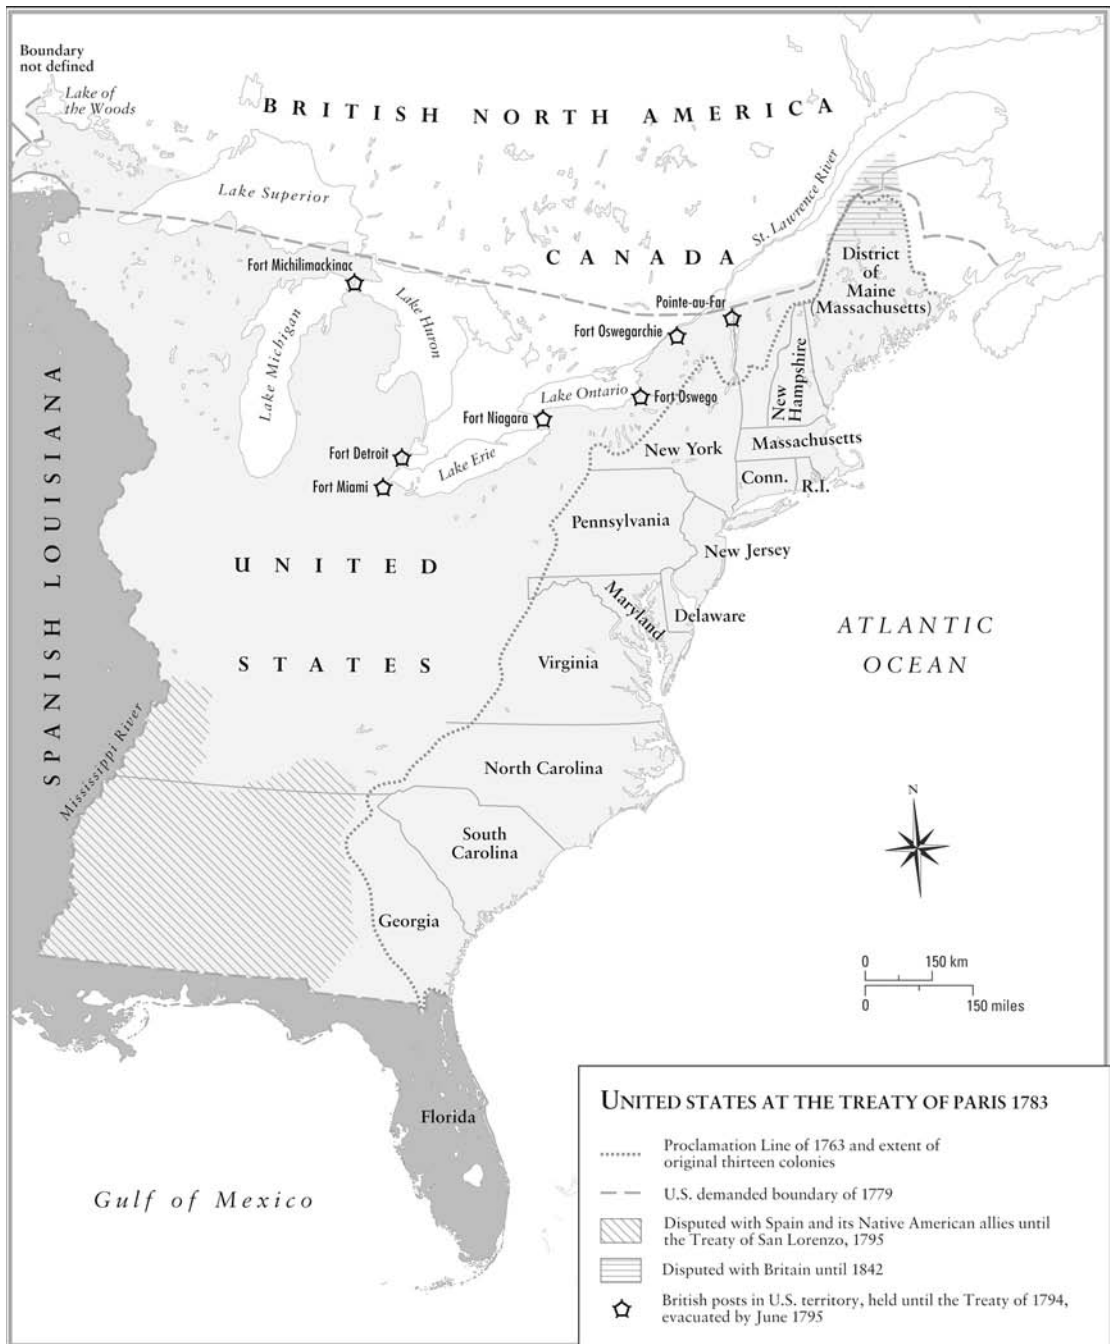 Boundary
not defined
Lake of
the Woods
BRITISH NORTH AMERICA
Lake Superior
St. Lawrence River
CANADA
District
of
Maine
(Massachusetts)
Fort Michilimackinac
Pointe-au-Far
Lake Huron
Fort Oswegarchie
Lake Michigan
New
Hampshire
Lake Ontario
Fort Oswego
Fort Niagara
Massachusetts
New York
Fort Detroit
Lake Erie
Conn.
R.I.
Fort Miami
SPANISH LOUISIANA
Pennsylvania
New Jersey
UNITED
STATES
Maryland
Delaware
ATLANTIC
OCEAN
Virginia
Mississippi River
North Carolina
N
South
Carolina
Georgia
0 150 km
0 150 miles
Florida
Gulf of Mexico
UNITED STATES AT THE TREATY OF PARIS 1783
Proclamation Line of 1763 and extent of
original thirteen colonies
U.S. demanded boundary of 1779
Disputed with Spain and its Native American allies until
the Treaty of San Lorenzo, 1795
Disputed with Britain until 1842
British posts in U.S. territory, held until the Treaty of 1794,
evacuated by June 1795